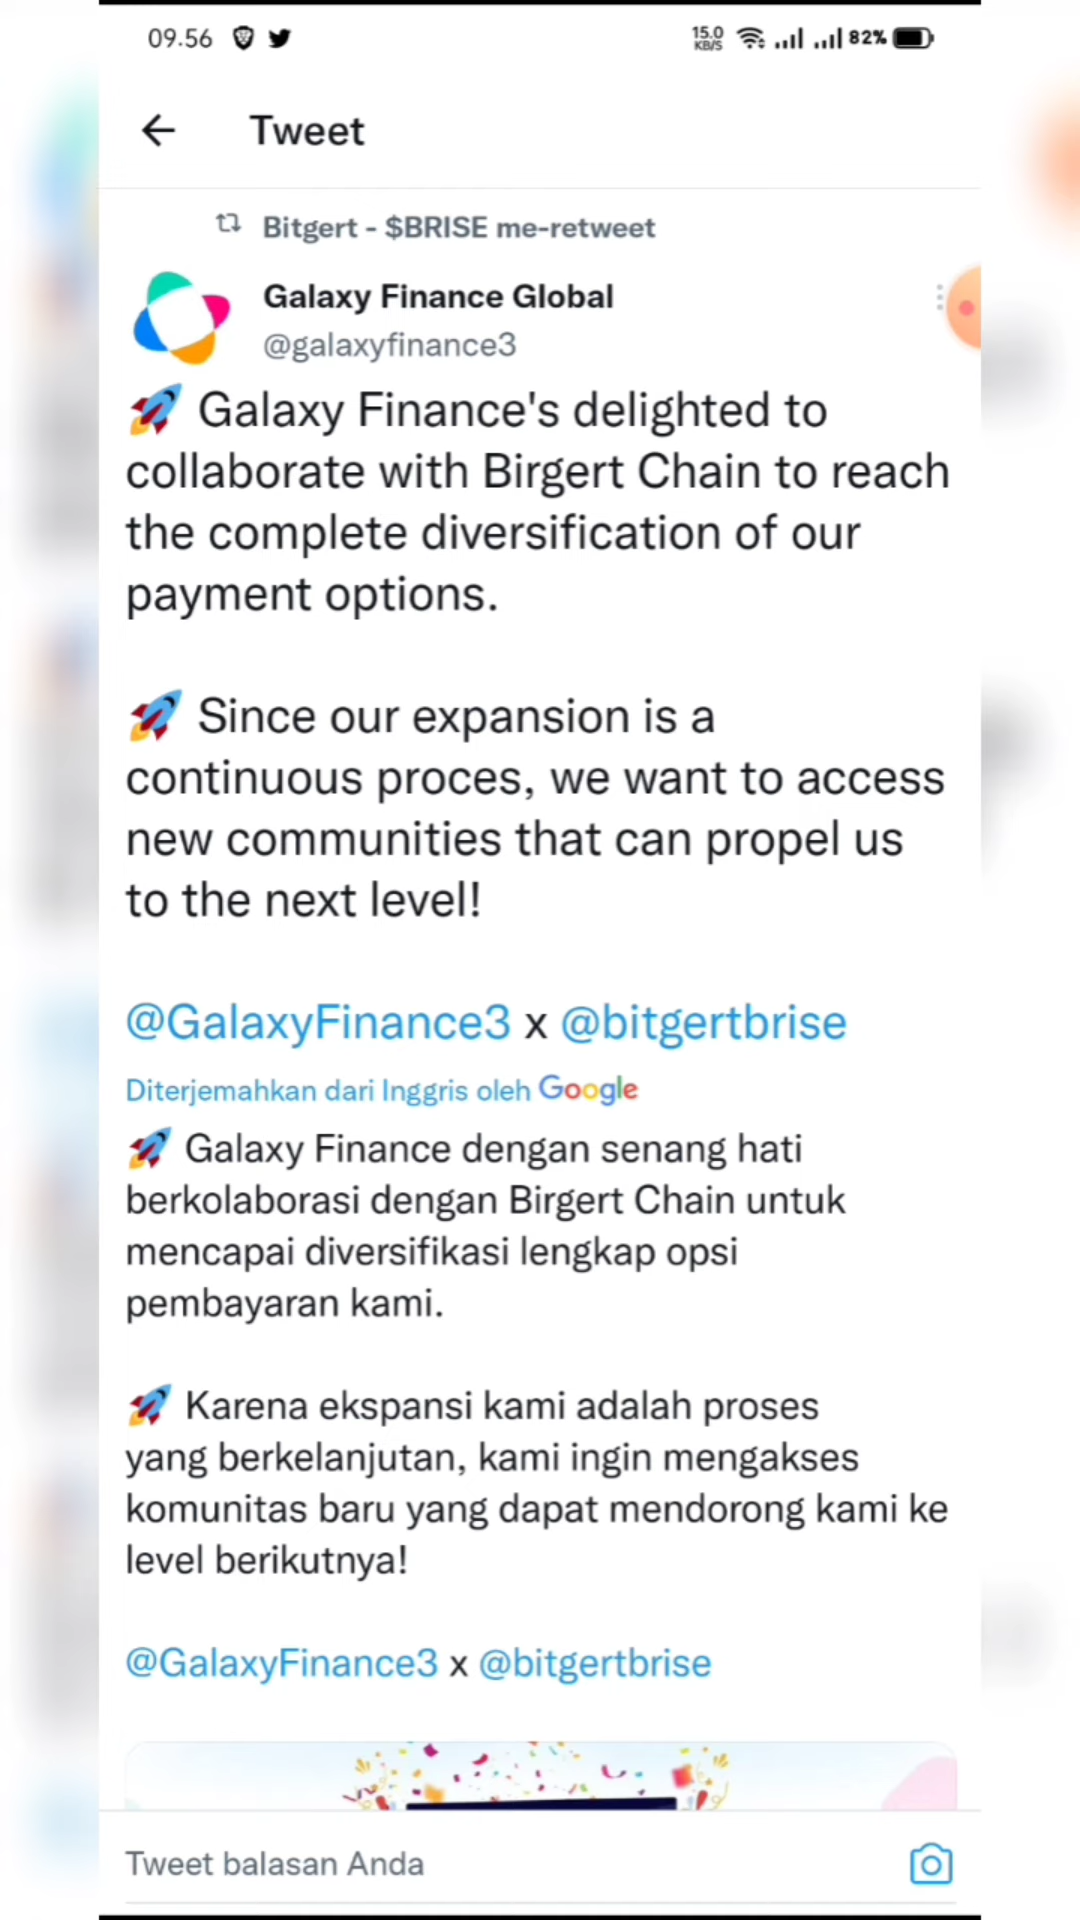 09.56
15.0
KB/S
82%
Tweet
Bitgert - $BRISE me-retweet
Galaxy Finance Global
@galaxyfinance3
🚀 Galaxy Finance's delighted to
collaborate with Birgert Chain to reach
the complete diversification of our
payment options.
🚀 Since our expansion is a
continuous proces, we want to access
new communities that can propel us
to the next level!
@GalaxyFinance3 x @bitgertbrise
Diterjemahkan dari Inggris oleh Google
🚀 Galaxy Finance dengan senang hati
berkolaborasi dengan Birgert Chain untuk
mencapai diversifikasi lengkap opsi
pembayaran kami.
🚀 Karena ekspansi kami adalah proses
yang berkelanjutan, kami ingin mengakses
komunitas baru yang dapat mendorong kami ke
level berikutnya!
@GalaxyFinance3 x @bitgertbrise
Tweet balasan Anda